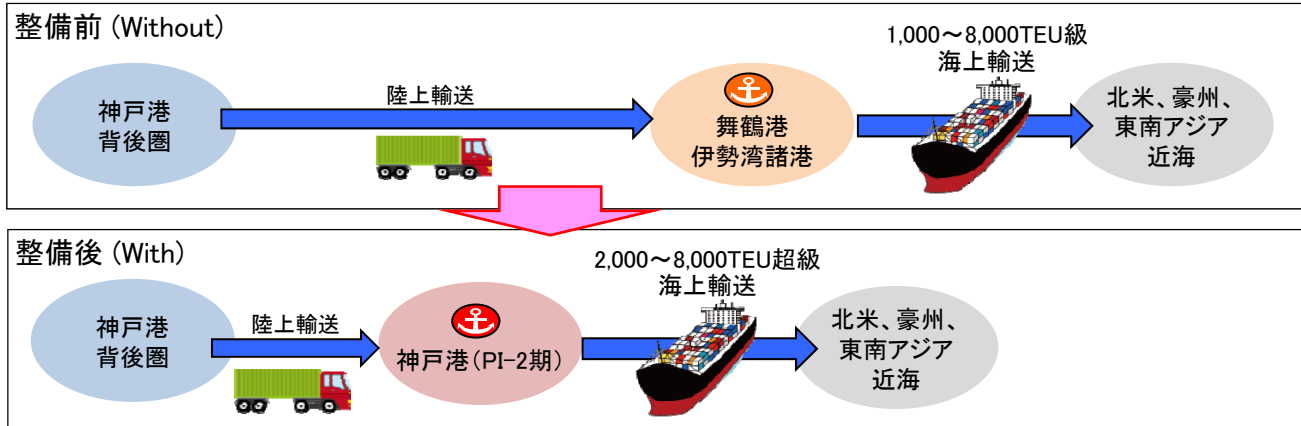 整備前 (Without)
神戸港
背後圏
陸上輸送
舞鶴港
伊勢湾諸港
1,000~8,000TEU級
海上輸送
北米、豪州、
東南アジア
近海
整備後 (With)
神戸港
背後圏
陸上輸送
神戸港(PI-2期)
2,000~8,000TEU超級
海上輸送
北米、豪州、
東南アジア
近海